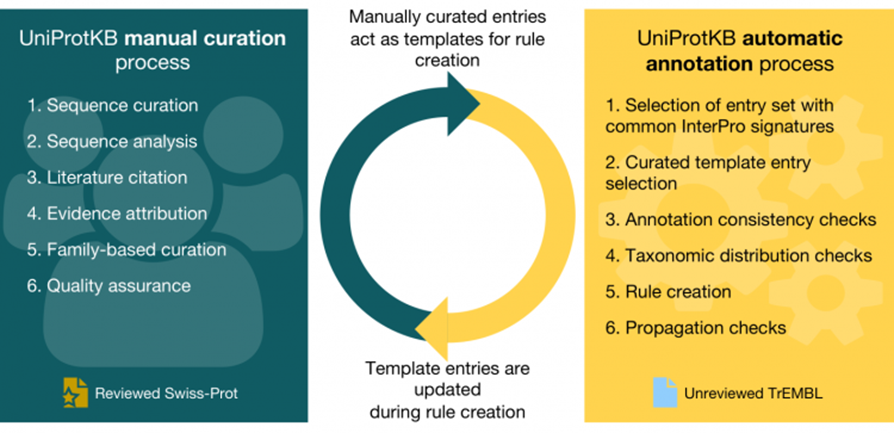 UniProtKB manual curation
process
1. Sequence curation
2. Sequence analysis
3. Literature citation
4. Evidence attribution
5. Family-based curation
6. Quality assurance
Reviewed Swiss-Prot
Manually curated entries
act as templates for rule
creation
Template entries are
updated
during rule creation
UniProtKB automatic
annotation process
1. Selection of entry set with
common InterPro signatures
2. Curated template entry
selection
3. Annotation consistency checks
4. Taxonomic distribution checks
5. Rule creation
6. Propagation checks
Unreviewed TrEMBL